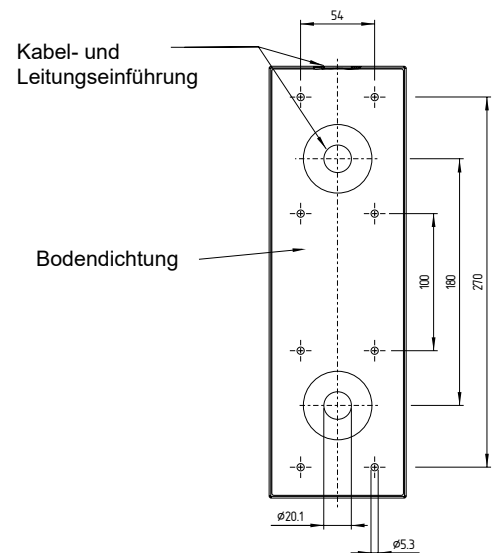 54
Kabel- und
Leitungseinführung
Bodendichtung
100
180
270
ø20.1
ø5.3